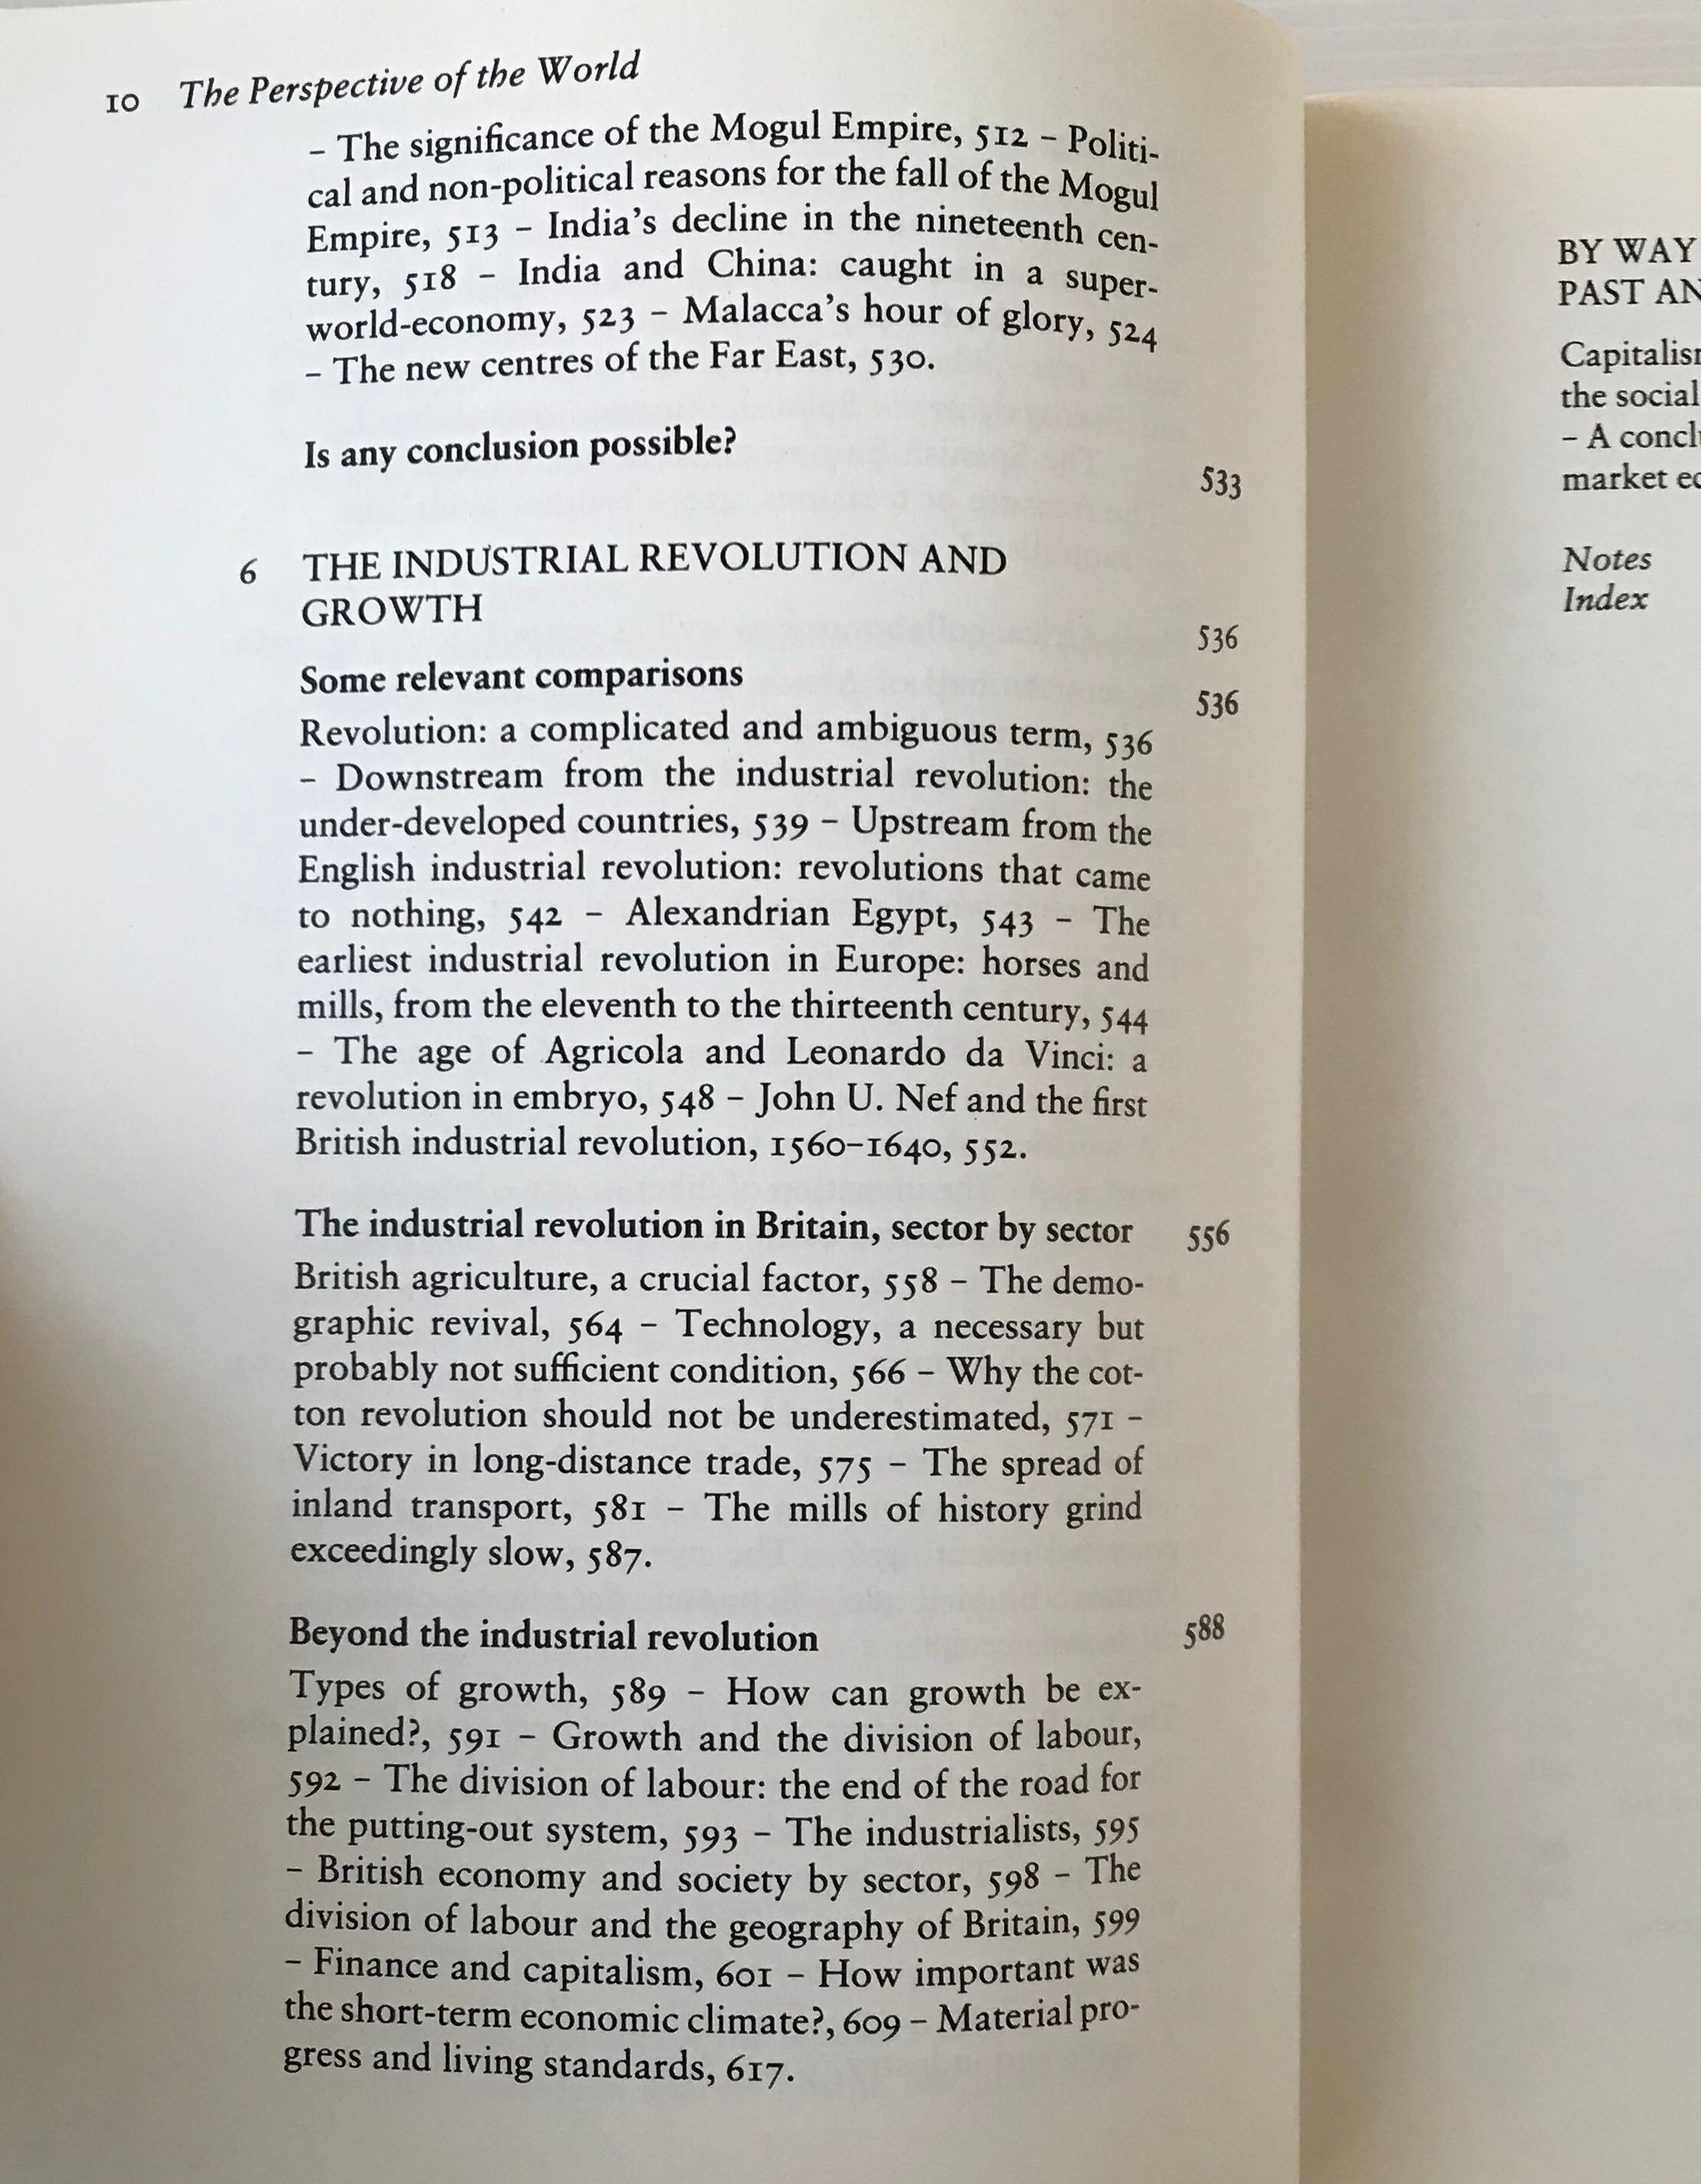 10 The Perspective of the World
– The significance of the Mogul Empire, 512 – Politi-
cal and non-political reasons for the fall of the Mogul
Empire, 513 – India's decline in the nineteenth cen-
tury, 518 – India and China: caught in a super-
world-economy, 523 – Malacca's hour of glory, 524
– The new centres of the Far East, 530.
Is any conclusion possible? 533
6 THE INDUSTRIAL REVOLUTION AND
GROWTH 536
Some relevant comparisons 536
Revolution: a complicated and ambiguous term, 536
– Downstream from the industrial revolution: the
under-developed countries, 539 – Upstream from the
English industrial revolution: revolutions that came
to nothing, 542 – Alexandrian Egypt, 543 – The
earliest industrial revolution in Europe: horses and
mills, from the eleventh to the thirteenth century, 544
– The age of Agricola and Leonardo da Vinci: a
revolution in embryo, 548 – John U. Nef and the first
British industrial revolution, 1560–1640, 552.
The industrial revolution in Britain, sector by sector 556
British agriculture, a crucial factor, 558 – The demo-
graphic revival, 564 – Technology, a necessary but
probably not sufficient condition, 566 – Why the cot-
ton revolution should not be underestimated, 571 –
Victory in long-distance trade, 575 – The spread of
inland transport, 581 – The mills of history grind
exceedingly slow, 587.
Beyond the industrial revolution 588
Types of growth, 589 – How can growth be ex-
plained?, 591 – Growth and the division of labour,
592 – The division of labour: the end of the road for
the putting-out system, 593 – The industrialists, 595
– British economy and society by sector, 598 – The
division of labour and the geography of Britain, 599
– Finance and capitalism, 601 – How important was
the short-term economic climate?, 609 – Material pro-
gress and living standards, 617.
BY WAY
PAST
the social
– A
market
Notes
Index